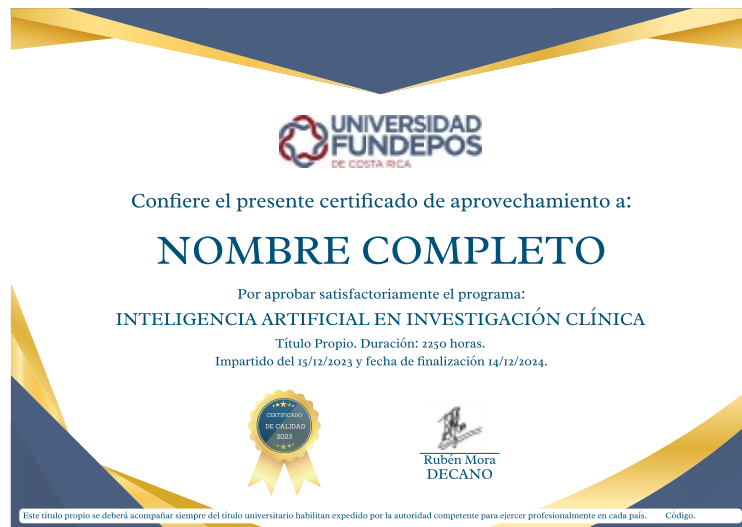 UNIVERSIDAD
FUNDEPOS
DE COSTA RICA
Confiere el presente certificado de aprovechamiento a:
NOMBRE COMPLETO
Por aprobar satisfactoriamente el programa:
INTELIGENCIA ARTIFICIAL EN INVESTIGACIÓN CLÍNICA
Título Propio. Duración: 2250 horas.
Impartido del 15/12/2023 y fecha de finalización 14/12/2024.
CERTIFICADO
DE CALIDAD
2023
Rubén Mora
DECANO
Este título propio se deberá acompañar siempre del título universitario habilitan expedido por la autoridad competente para ejercer profesionalmente en cada país. Código.